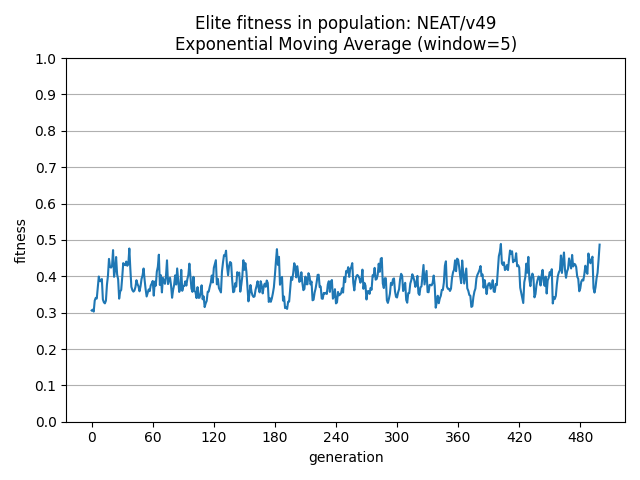 Elite fitness in population: NEAT/v49
Exponential Moving Average (window=5)
1.0
0.9
0.8
0.7
0.6
0.5
0.4
0.3
0.2
0.1
0.0
fitness
0 60 120 180 240 300 360 420 480
generation